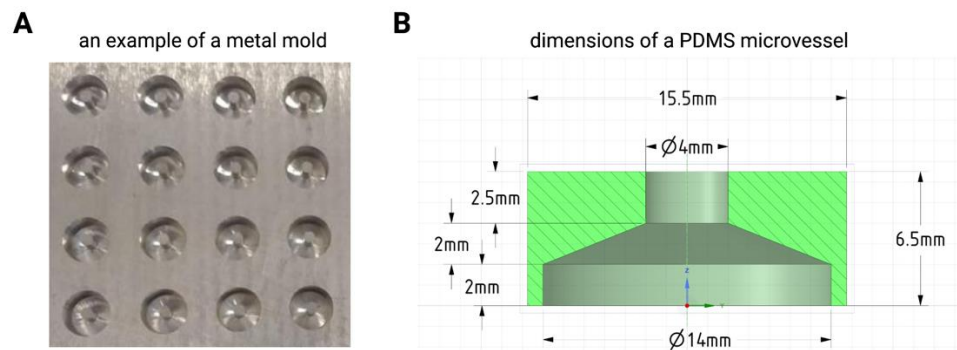 A
an example of a metal mold
B
dimensions of a PDMS microvessel
15.5mm
Ø4mm
2.5mm
2mm
6.5mm
2mm
z
Y
Ø14mm